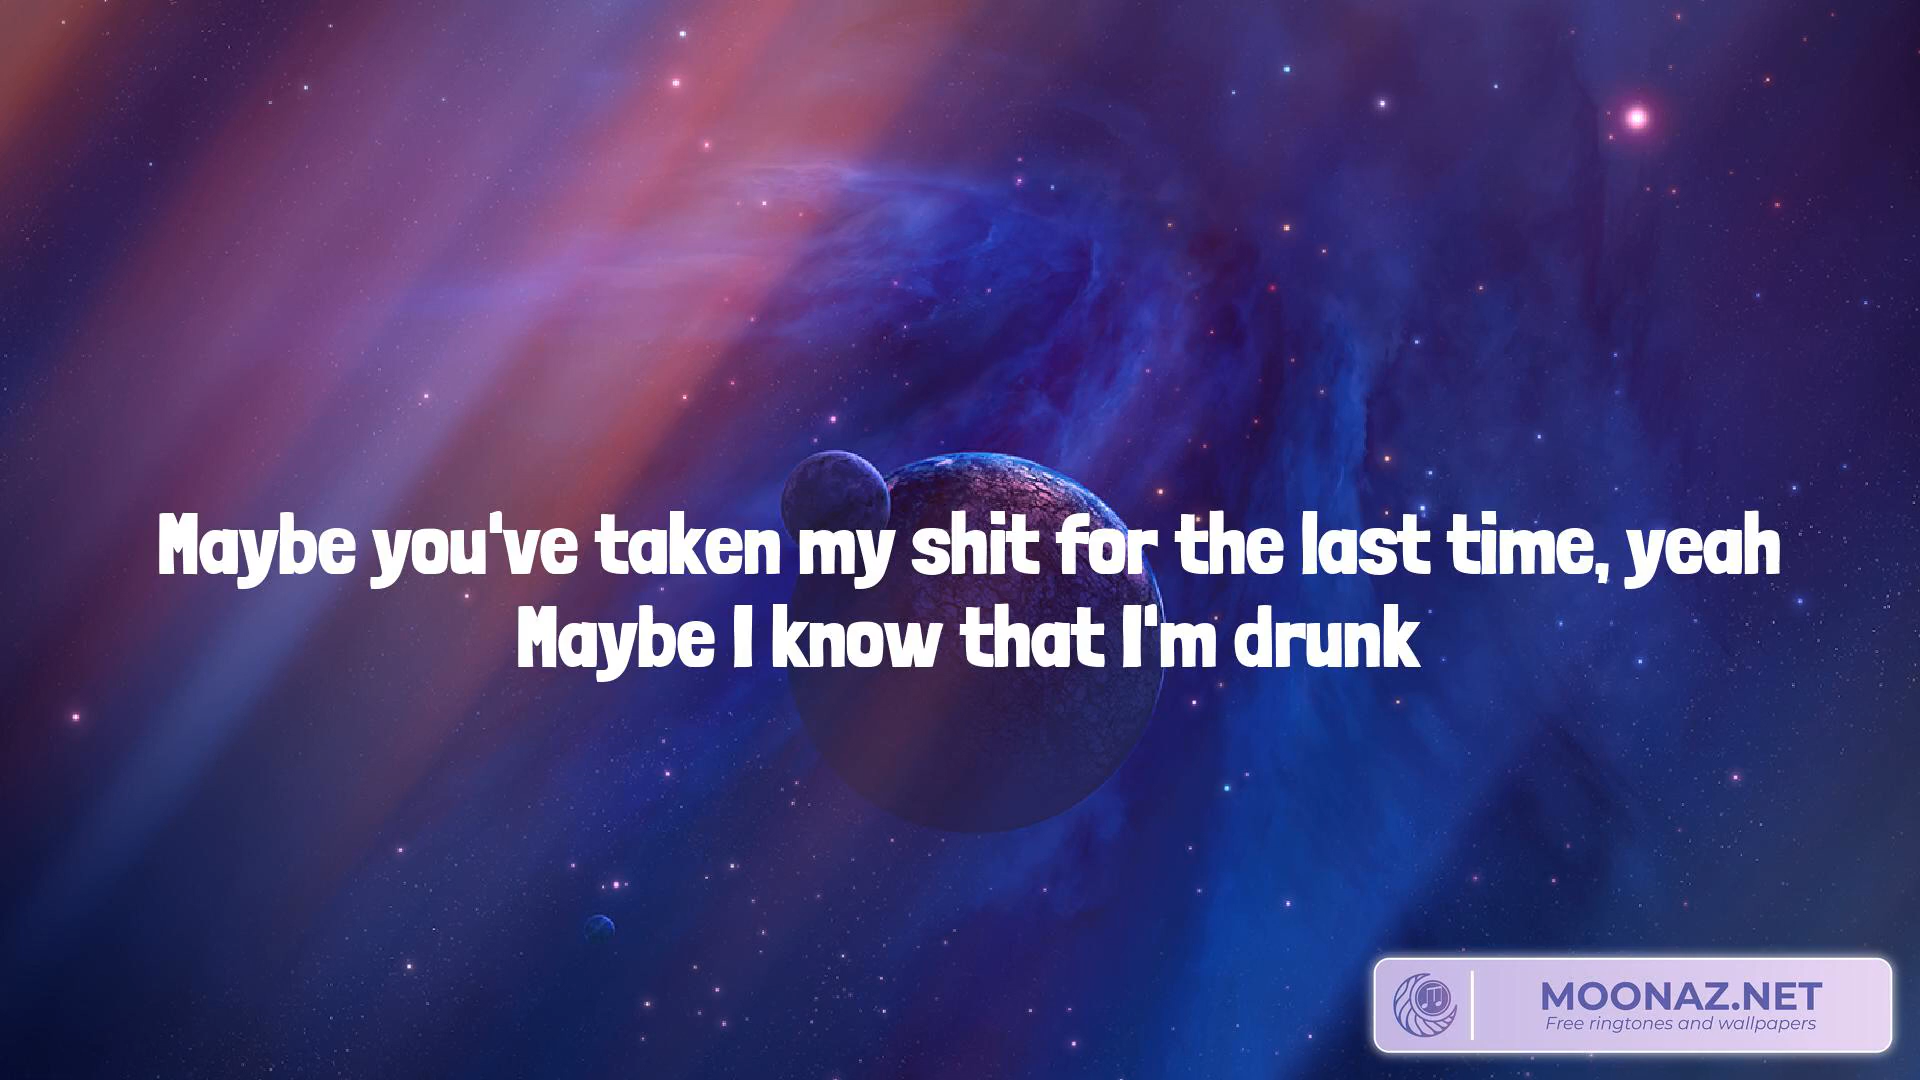 Maybe you've taken my shit for the last time, yeah
Maybe I know that I'm drunk
MOONAZ.NET
Free ringtones and wallpapers